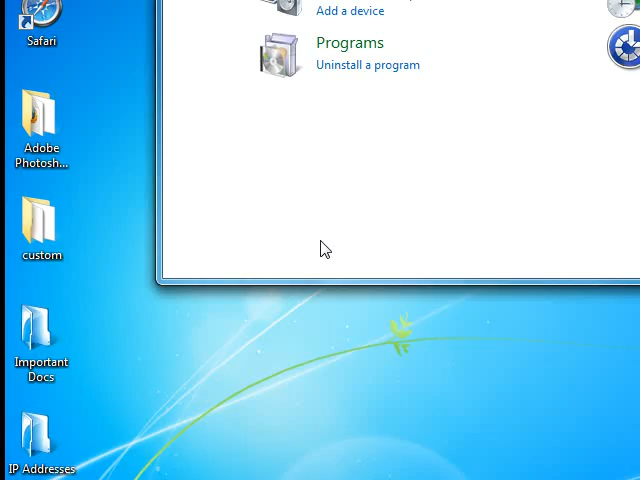 Safari
Adobe
Photosh...
custom
Important
Docs
IP Addresses
Add a device
Programs
Uninstall a program